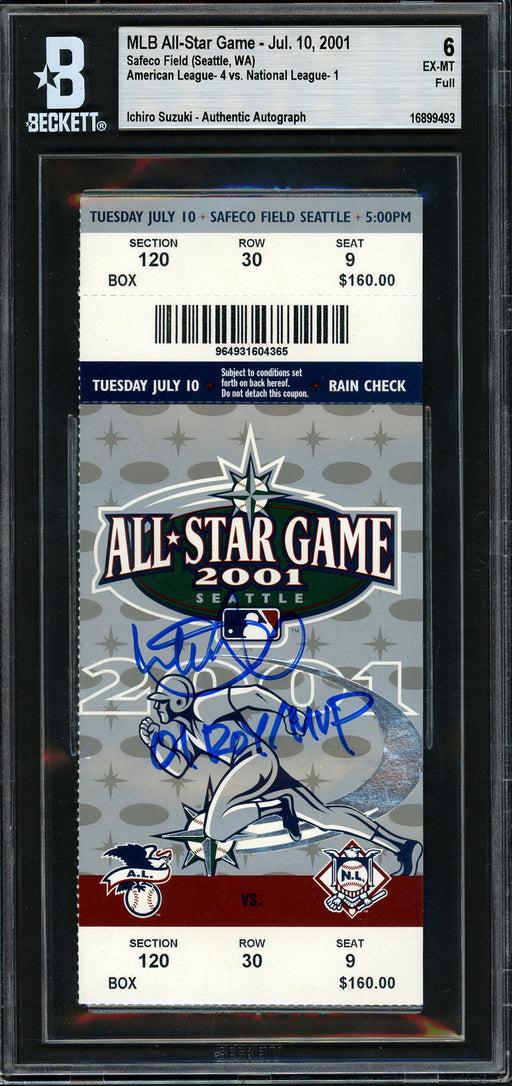 MLB All-Star Game - Jul. 10, 2001
Safeco Field (Seattle, WA)
American League- 4 vs. National League- 1
Ichiro Suzuki - Authentic Autograph
6
EX-MT
Full
16899493
B
BECKETT®
TUESDAY JULY 10 SAFECO FIELD SEATTLE 5:00PM
SECTION ROW SEAT
120 30 9
BOX $160.00
964931604365
TUESDAY JULY 10
Subject to conditions set
forth on back hereof.
Do not detach this coupon.
RAIN CHECK
ALL★STAR GAME
2001
SEATTLE
TM
2001
01 ROY/MVP
A.L.
VS.
N.L.
SECTION ROW SEAT
120 30 9
BOX $160.00
BECKETT